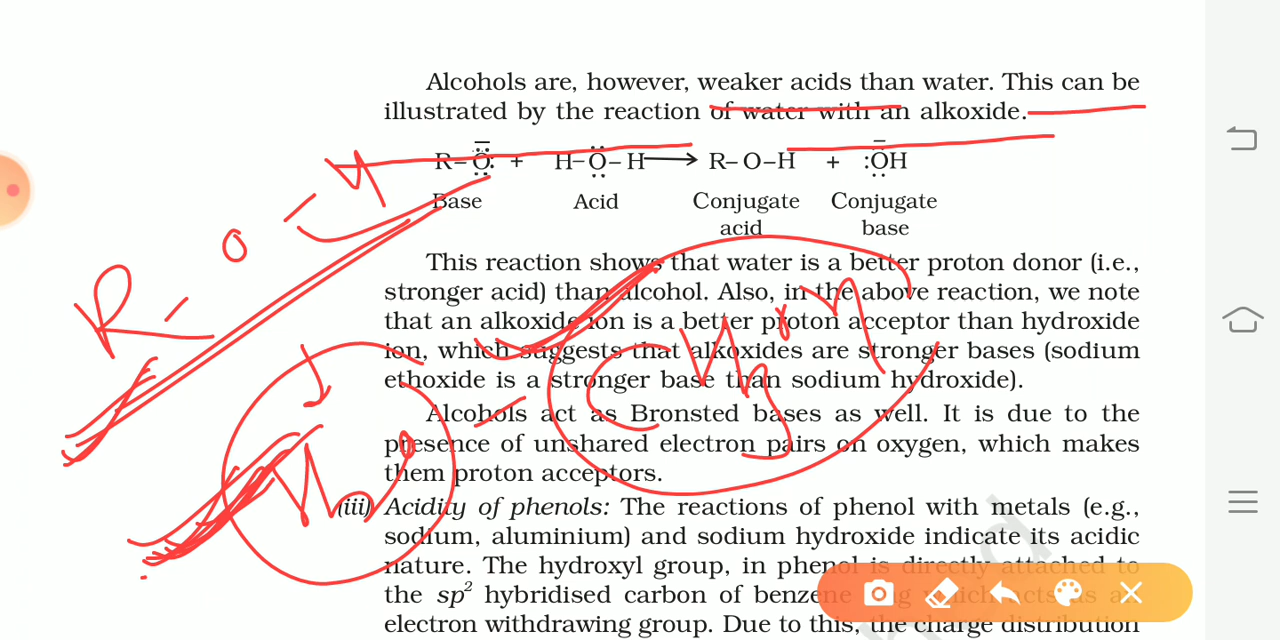 Alcohols are, however, weaker acids than water. This can be
illustrated by the reaction of water with an alkoxide.
R–Ö:⁻ + H–Ö–H → R–O–H + :ÖH⁻
Base Acid Conjugate acid Conjugate base
R - O - H
This reaction shows that water is a better proton donor (i.e.,
stronger acid) than alcohol. Also, in the above reaction, we note
that an alkoxide ion is a better proton acceptor than hydroxide
ion, which suggests that alkoxides are stronger bases (sodium
ethoxide is a stronger base than sodium hydroxide).
Alcohols act as Bronsted bases as well. It is due to the
presence of unshared electron pairs on oxygen, which makes
them proton acceptors.
(iii) Acidity of phenols: The reactions of phenol with metals (e.g.,
sodium, aluminium) and sodium hydroxide indicate its acidic
nature. The hydroxyl group, in phenol is directly attached to
the sp² hybridised carbon of benzene
electron withdrawing group. Due to this, the charge distribution